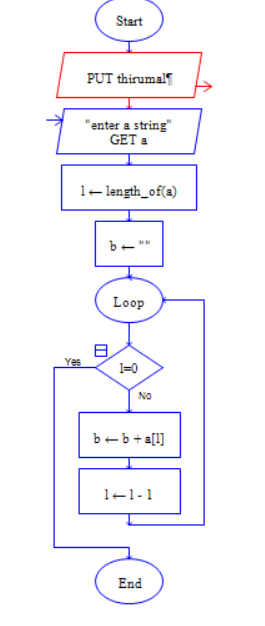 Start
PUT thirumal¶
"enter a string"
GET a
l ← length_of(a)
b ← ""
Loop
Yes
l=0
No
b ← b + a[l]
l ← l - 1
End